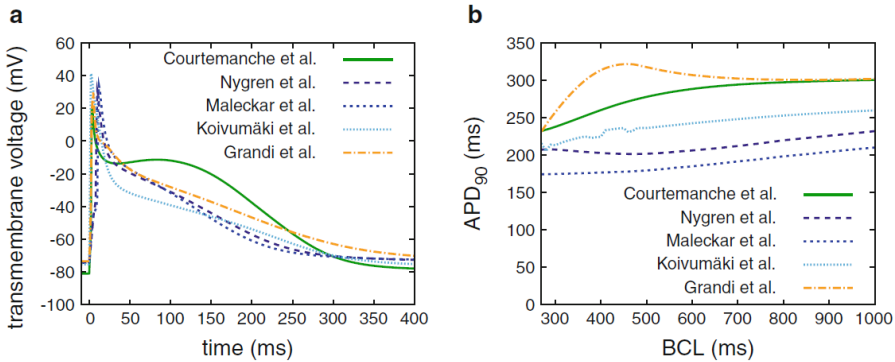 a
transmembrane voltage (mV)
60
40
20
0
-20
-40
-60
-80
-100
Courtemanche et al.
Nygren et al.
Maleckar et al.
Koivumäki et al.
Grandi et al.
0 50 100 150 200 250 300 350 400
time (ms)
b
APD90 (ms)
350
300
250
200
150
100
50
0
Courtemanche et al.
Nygren et al.
Maleckar et al.
Koivumäki et al.
Grandi et al.
300 400 500 600 700 800 900 1000
BCL (ms)